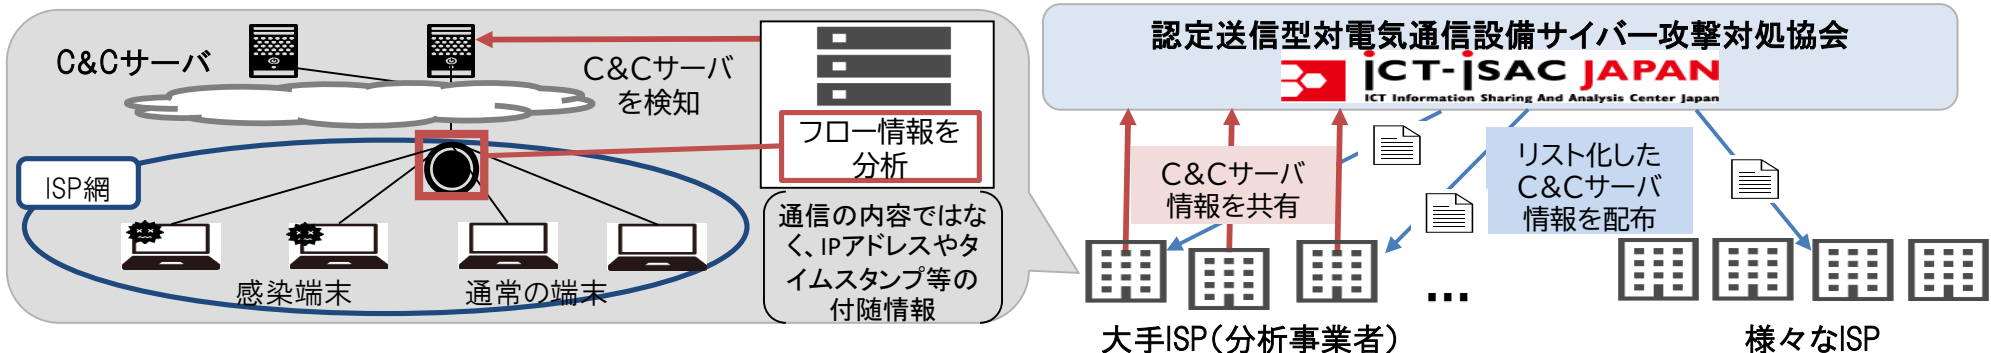 C&Cサーバ
C&Cサーバ
を検知
フロー情報を
分析
ISP網
感染端末
通常の端末
通信の内容ではな
く、IPアドレスやタ
イムスタンプ等の
付随情報
認定送信型対電気通信設備サイバー攻撃対処協会
ICT-ISAC JAPAN
ICT Information Sharing And Analysis Center Japan
C&Cサーバ
情報を共有
リスト化した
C&Cサーバ
情報を配布
...
大手ISP(分析事業者)
様々なISP